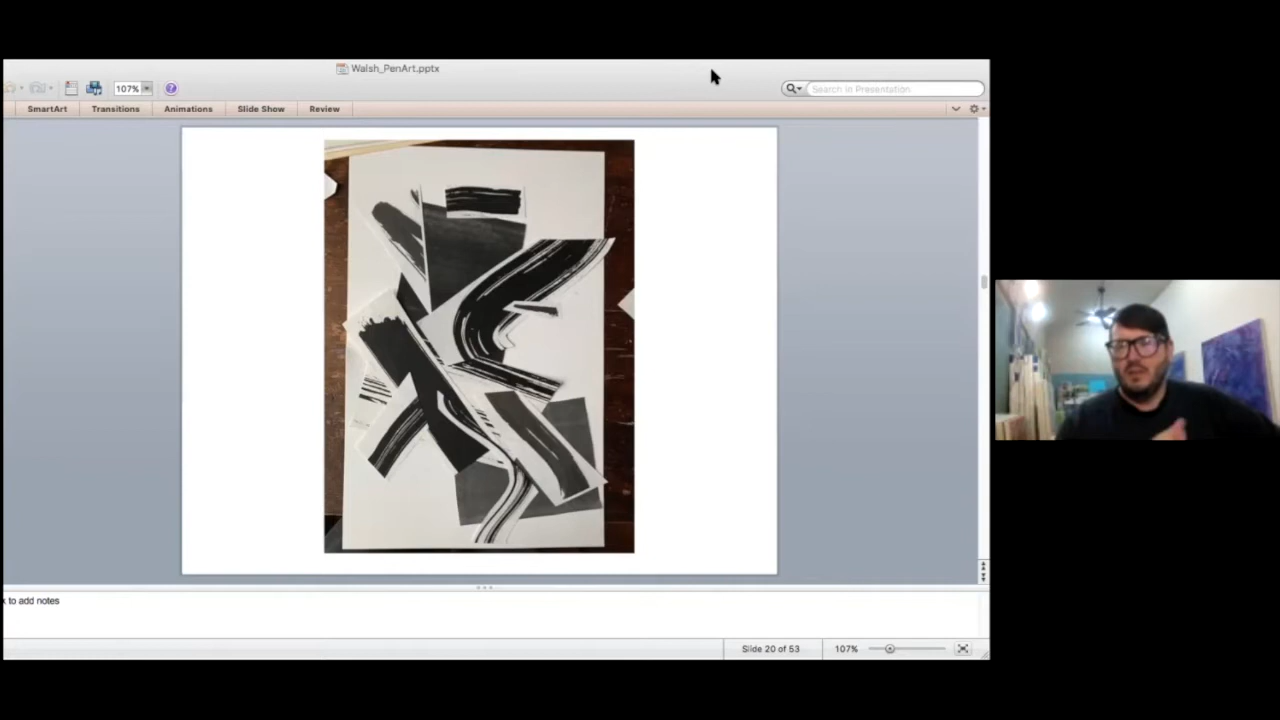 Walsh_PenArt.pptx
107%
Search in Presentation
SmartArt Transitions Animations Slide Show Review
k to add notes
Slide 20 of 53 107%